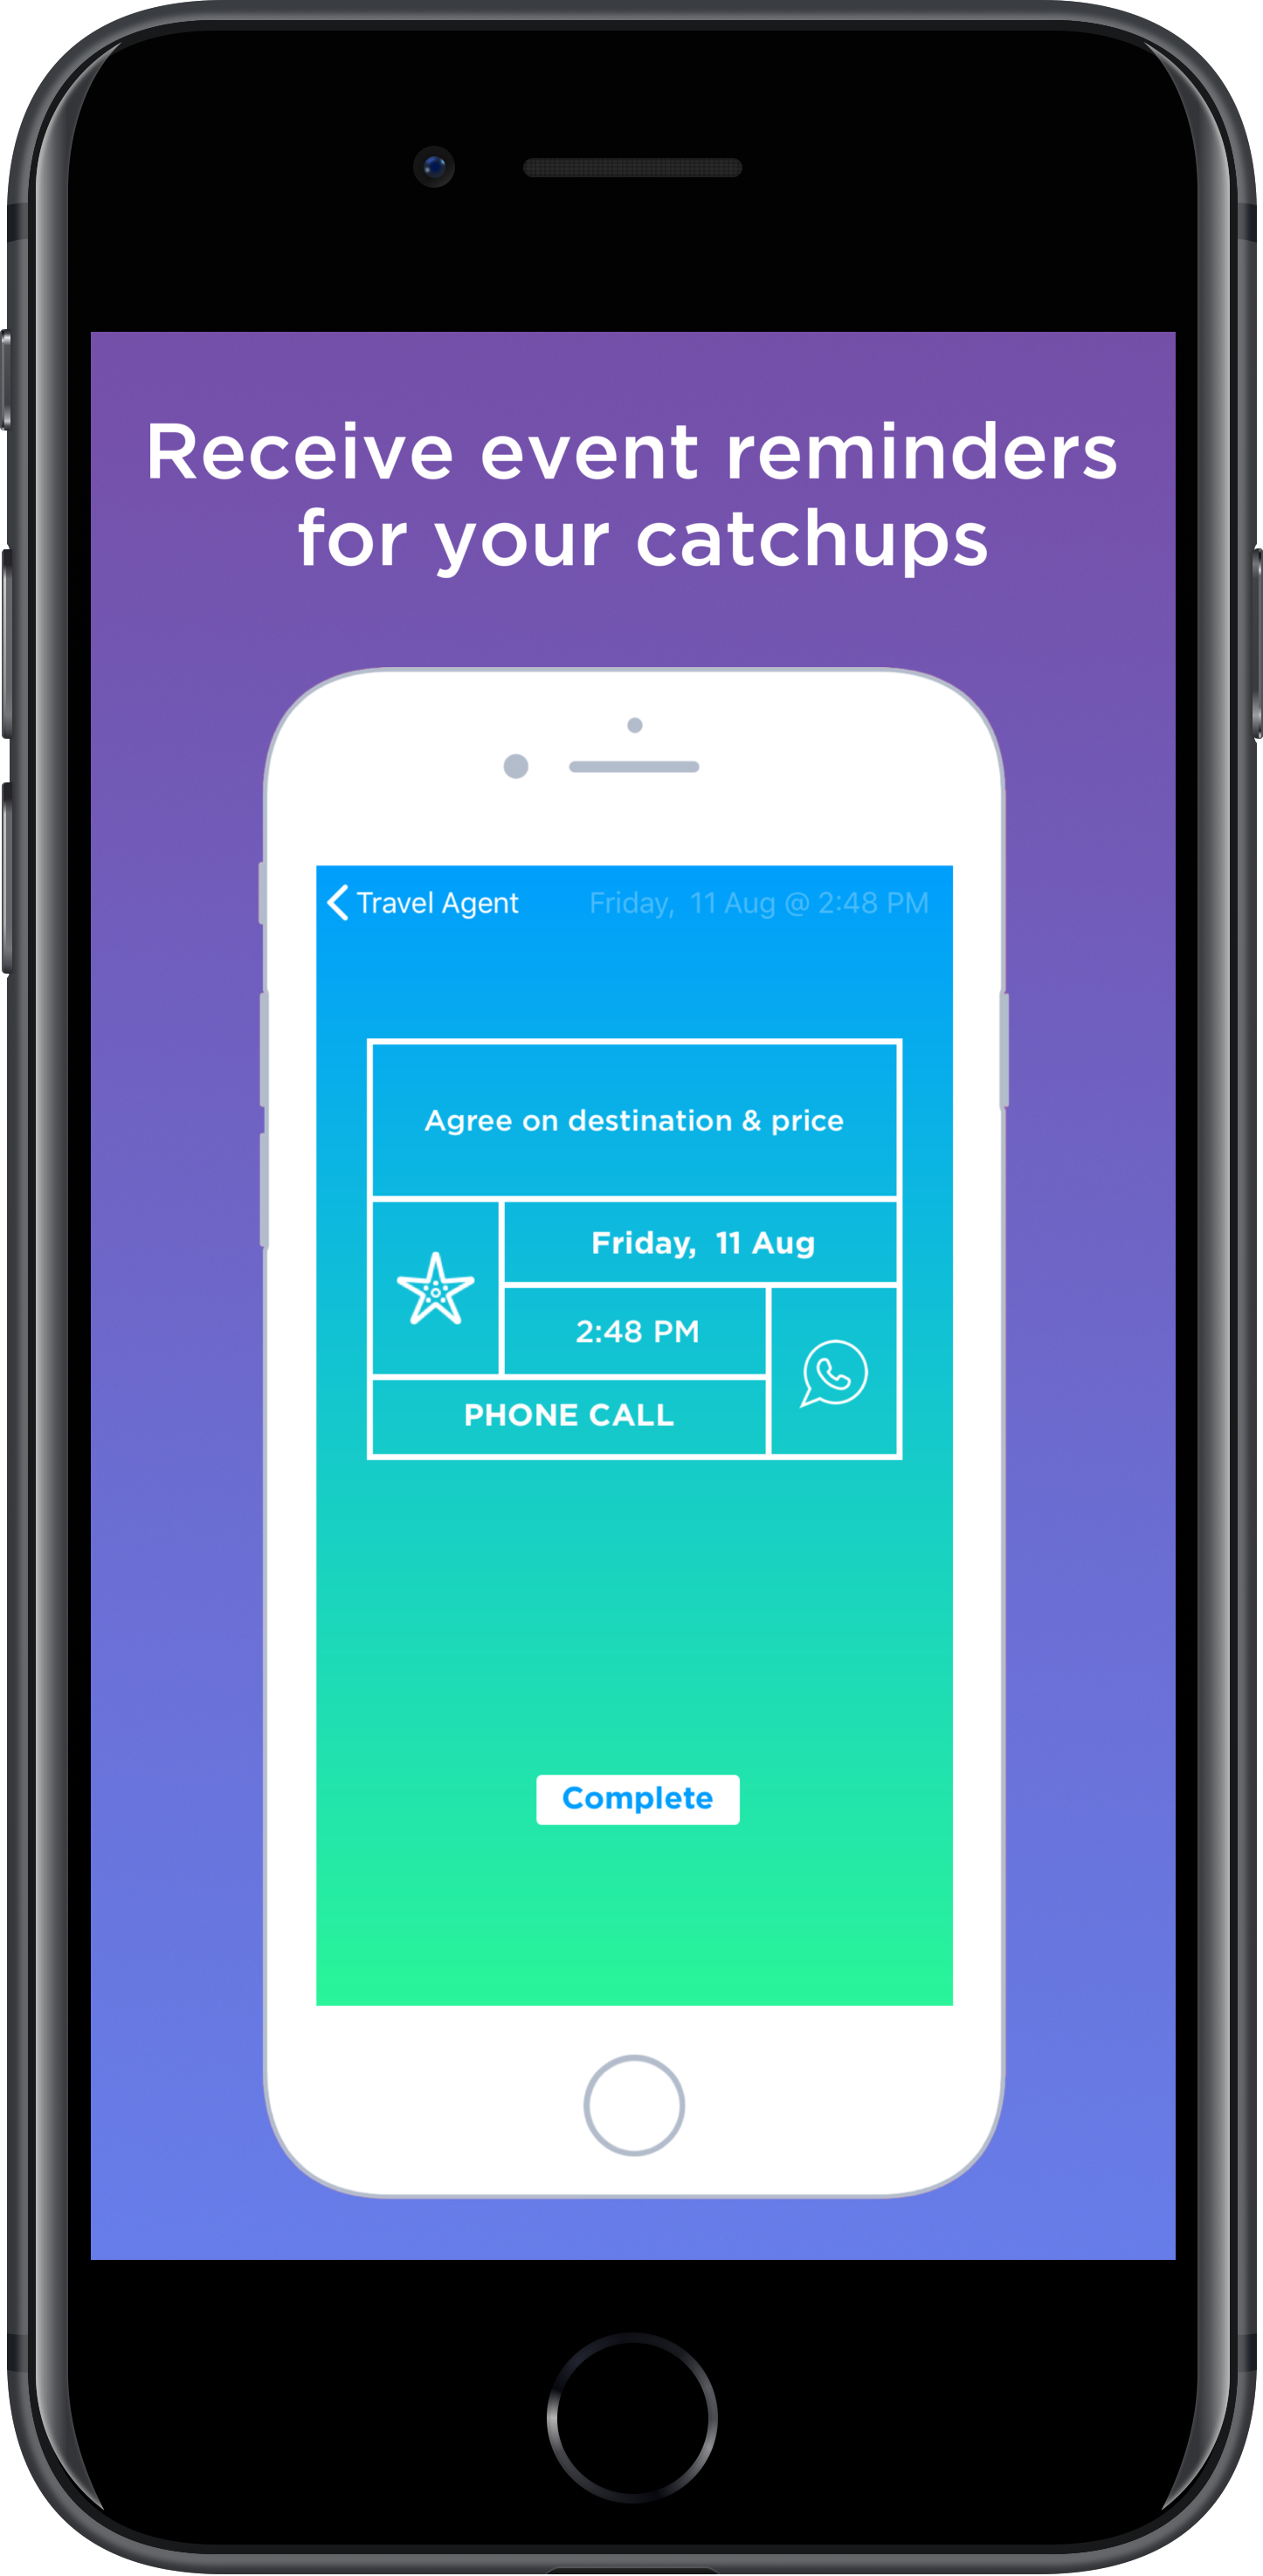 Receive event reminders
for your catchups
Travel Agent
Friday, 11 Aug @ 2:48 PM
Agree on destination & price
Friday, 11 Aug
2:48 PM
PHONE CALL
Complete